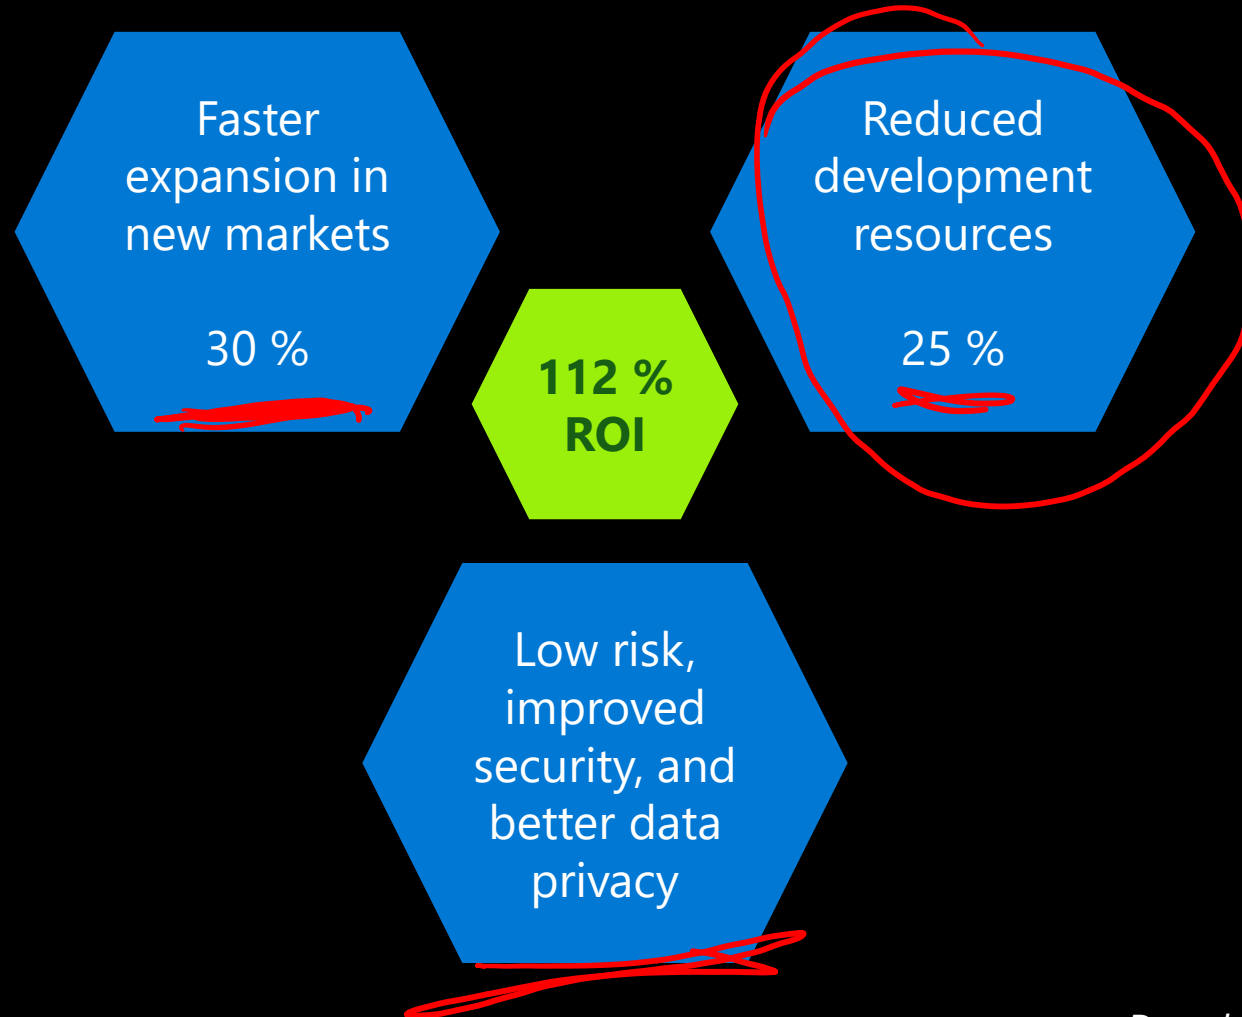 Faster
expansion in
new markets
30 %
Reduced
development
resources
25 %
112 %
ROI
Low risk,
improved
security, and
better data
privacy